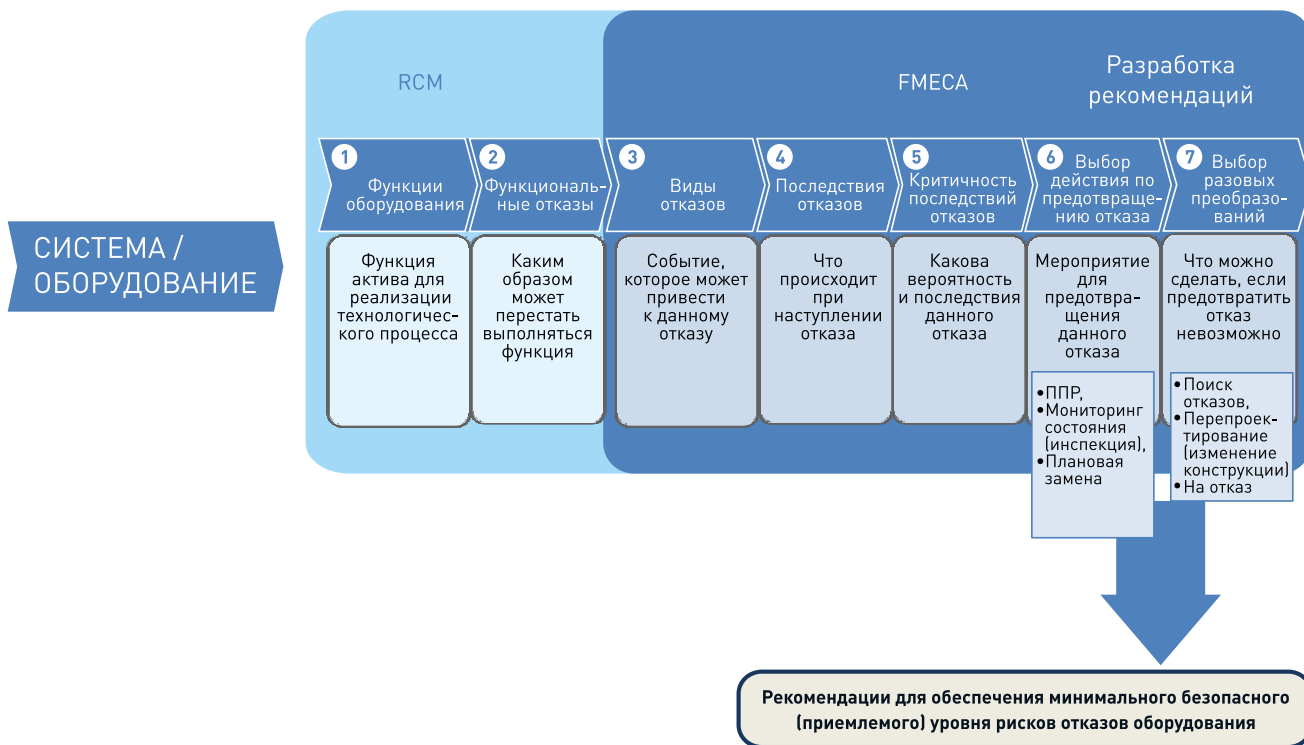 RCM
FMECA
Разработка
рекомендаций
СИСТЕМА /
ОБОРУДОВАНИЕ
1
Функции
оборудования
2
Функциональ-
ные отказы
3
Виды
отказов
4
Последствия
отказов
5
Критичность
последствий
отказов
6
Выбор
действия по
предотвраще-
нию отказа
7
Выбор
разовых
преобразо-
ваний
Функция
актива для
реализации
технологичес-
кого процесса
Каким
образом
может
перестать
выполняться
функция
Событие,
которое может
привести
к данному
отказу
Что
происходит
при
наступлении
отказа
Какова
вероятность
и последствия
данного
отказа
Мероприятие
для
предотвра-
щения
данного
отказа
•ППР,
•Мониторинг
состояния
(инспекция),
•Плановая
замена
Что можно
сделать, если
предотвратить
отказ
невозможно
•Поиск
отказов,
•Перепроек-
тирование
(изменение
конструкции)
•На отказ
Рекомендации для обеспечения минимального безопасного
(приемлемого) уровня рисков отказов оборудования